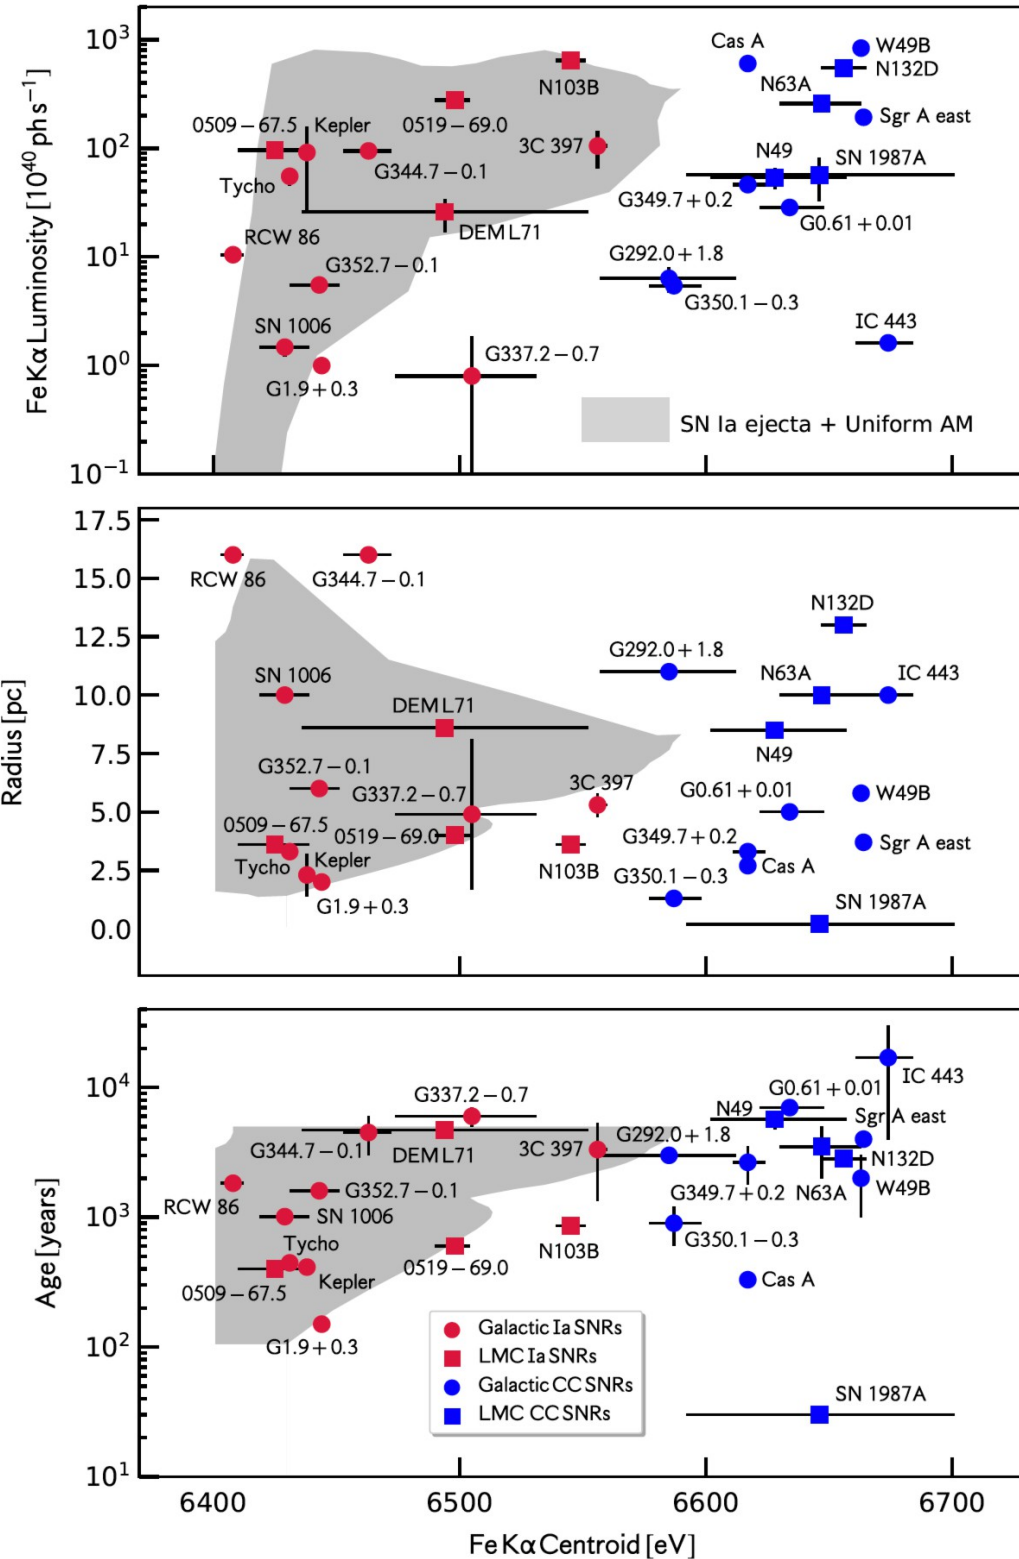 10³
10²
10¹
10⁰
10⁻¹
Fe Kα Luminosity [10⁴⁰ ph s⁻¹]
Cas A
W49B
N132D
N63A
Sgr A east
N103B
0509−67.5
Kepler
0519−69.0
3C 397
N49
SN 1987A
G344.7−0.1
Tycho
G349.7+0.2
G0.61+0.01
DEM L71
RCW 86
G352.7−0.1
G292.0+1.8
G350.1−0.3
SN 1006
IC 443
G337.2−0.7
G1.9+0.3
SN Ia ejecta + Uniform AM
17.5
15.0
12.5
10.0
7.5
5.0
2.5
0.0
Radius [pc]
RCW 86
G344.7−0.1
N132D
G292.0+1.8
SN 1006
N63A
IC 443
DEM L71
N49
G352.7−0.1
3C 397
G337.2−0.7
G0.61+0.01
W49B
0509−67.5
0519−69.0
G349.7+0.2
Sgr A east
Tycho
Kepler
N103B
Cas A
G350.1−0.3
G1.9+0.3
SN 1987A
10⁴
10³
10²
10¹
Age [years]
IC 443
G337.2−0.7
G0.61+0.01
N49
Sgr A east
G344.7−0.1
DEM L71
3C 397
G292.0+1.8
N132D
RCW 86
G352.7−0.1
G349.7+0.2
N63A
W49B
SN 1006
Tycho
N103B
G350.1−0.3
0509−67.5
Kepler
0519−69.0
Cas A
G1.9+0.3
SN 1987A
Galactic Ia SNRs
LMC Ia SNRs
Galactic CC SNRs
LMC CC SNRs
6400
6500
6600
6700
Fe Kα Centroid [eV]